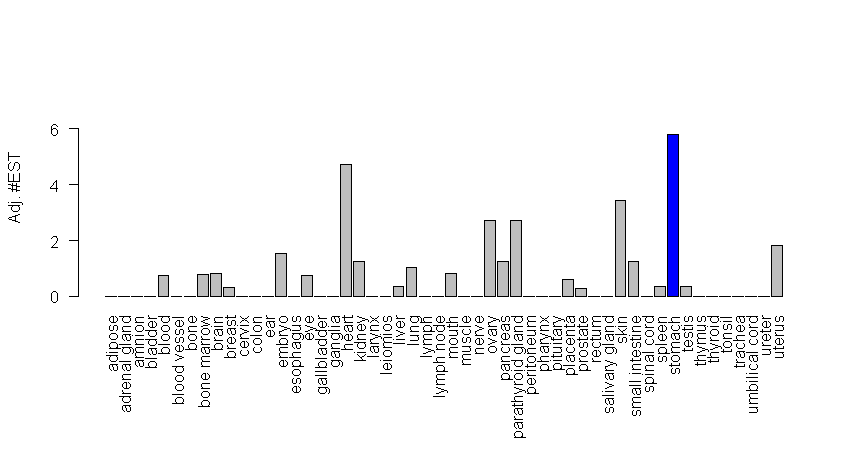 Adj. #EST
6
4
2
0
adipose
adrenal gland
amnion
bladder
blood
blood vessel
bone
bone marrow
brain
breast
cervix
colon
ear
embryo
esophagus
eye
gallbladder
ganglia
heart
kidney
larynx
leiomios
liver
lung
lymph
lymph node
mouth
muscle
nerve
ovary
pancreas
parathyroid gland
peritoneum
pharynx
pituitary
placenta
prostate
rectum
salivary gland
skin
small intestine
spinal cord
spleen
stomach
testis
thymus
thyroid
tonsil
trachea
umbilical cord
ureter
uterus